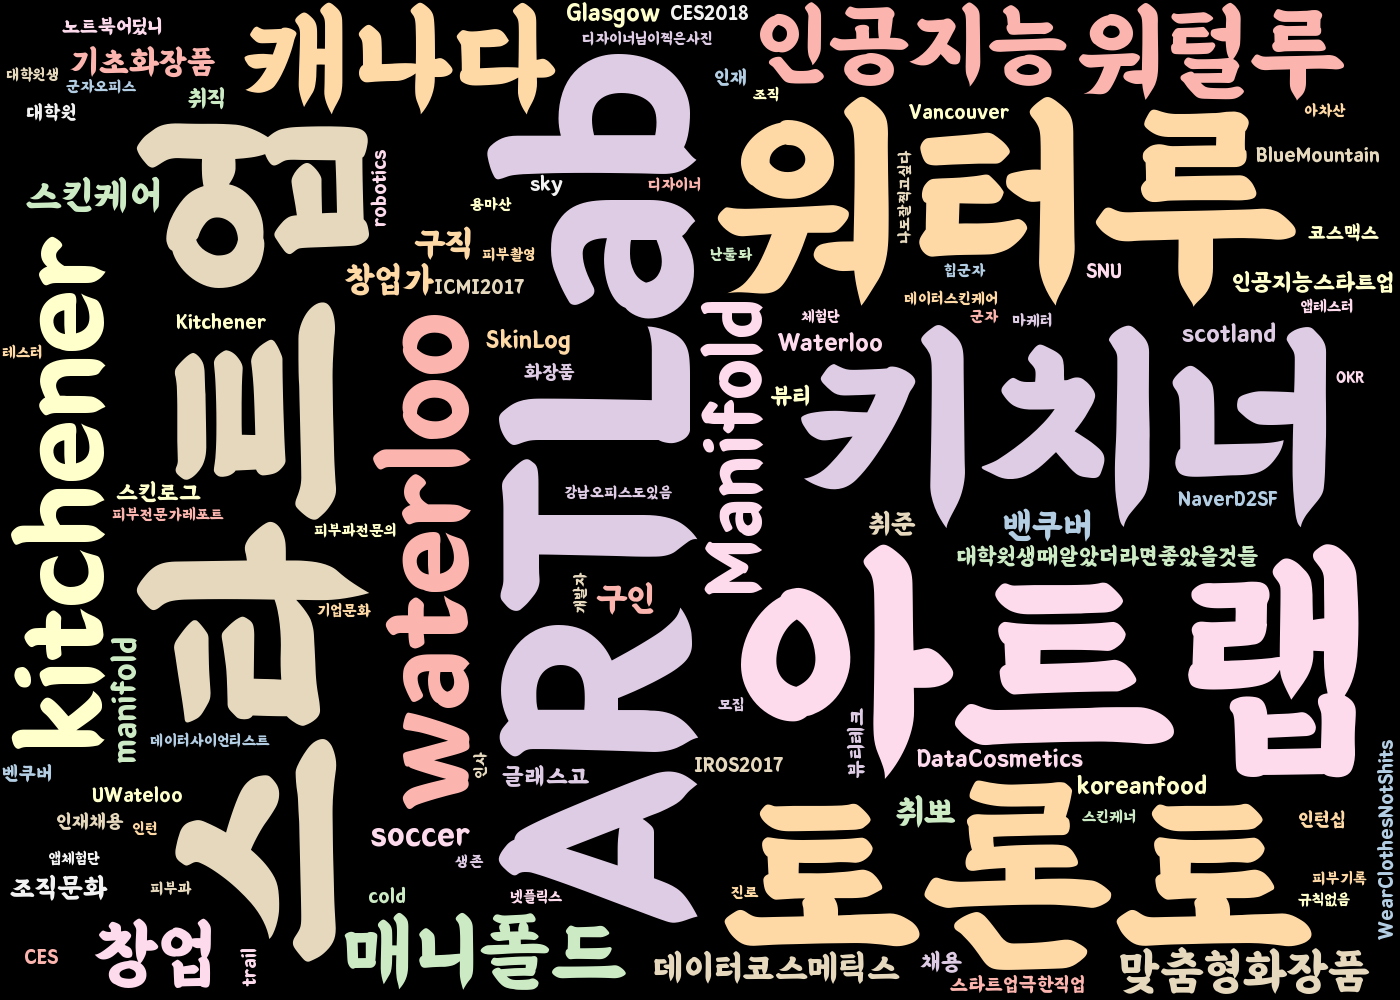 노트북어딨니
캐나다
Glasgow
CES2018
디자이너님이찍은사진
인공지능
워털루
기초화장품
대학원생
군자오피스
취직
대학원
인재
조직
아차산
Vancouver
워터루
BlueMountain
스타트업
robotics
ARTLab
sky
디자이너
나도잘찍고싶다
스킨케어
용마산
구직
피부촬영
창업가
ICMI2017
난둘돠
힙군자
SNU
코스맥스
인공지능스타트업
데이터스킨케어
군자
마케터
앱테스터
kitchener
Kitchener
테스터
waterloo
SkinLog
화장품
Manifold
체험단
Waterloo
scotland
뷰티
키치너
OKR
스킨로그
피부전문가레포트
피부과전문의
강남오피스도있음
NaverD2SF
취준
밴쿠버
대학원생때알았더라면좋았을것들
기업문화
개발자
구인
아트랩
manifold
데이터사이언티스트
모집
뷰티테크
IROS2017
DataCosmetics
벤쿠버
인사
글래스고
koreanfood
WearClothesNotShits
UWateloo
인재채용
인턴
soccer
생존
취뽀
토론토
스킨케너
인턴십
앱체험단
조직문화
피부과
cold
넷플릭스
진로
피부기록
규칙없음
CES
창업
trail
매니폴드
데이터코스메틱스
채용
스타트업극한직업
맞춤형화장품